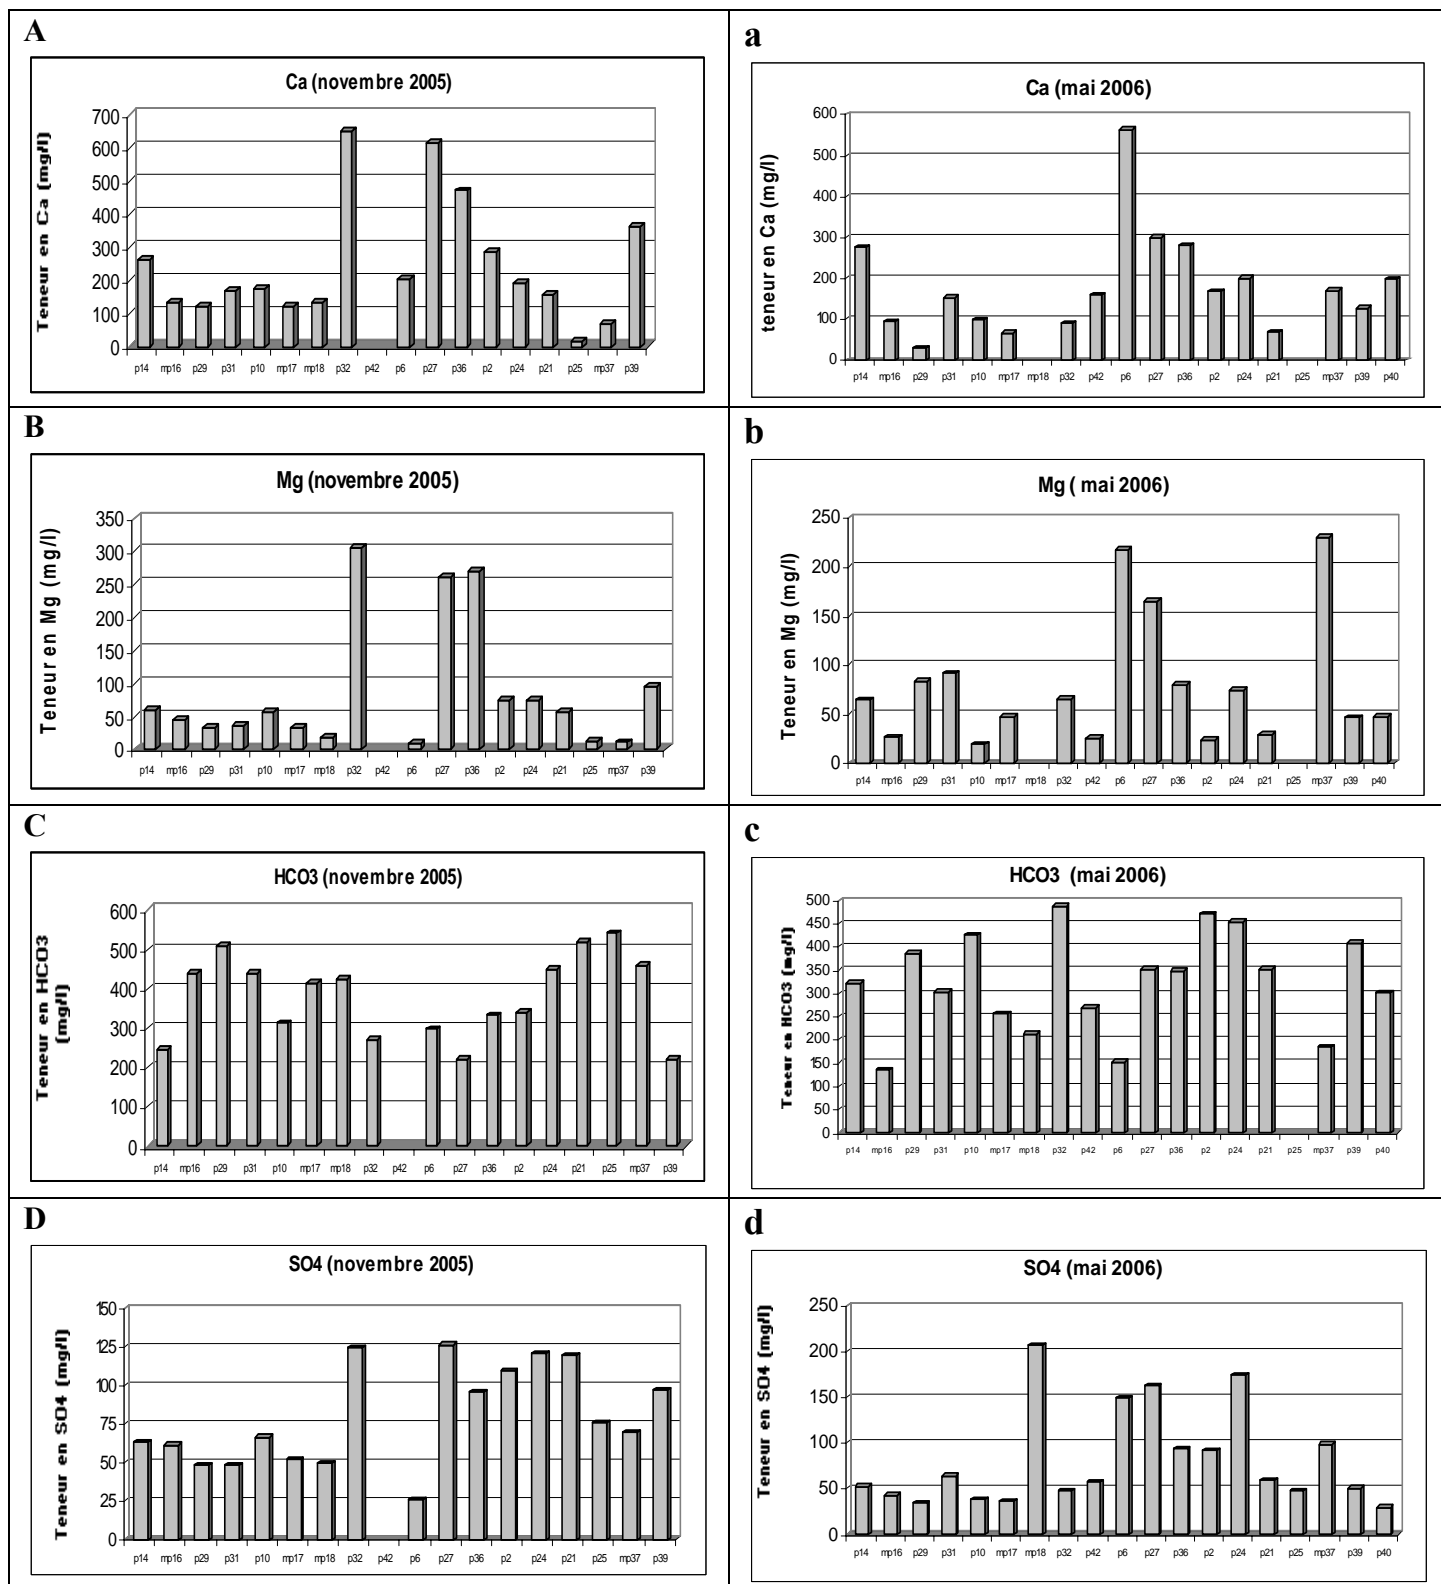 A
Ca (novembre 2005)
Teneur en Ca (mg/l)
700
600
500
400
300
200
100
0
p14 mp16 p29 p31 p10 mp17 mp18 p32 p42 p6 p27 p36 p2 p24 p21 p25 mp37 p39
a
Ca (mai 2006)
teneur en Ca (mg/l)
600
500
400
300
200
100
0
p14 mp16 p29 p31 p10 mp17 mp18 p32 p42 p6 p27 p36 p2 p24 p21 p25 mp37 p39 p40
B
Mg (novembre 2005)
Teneur en Mg (mg/l)
350
300
250
200
150
100
50
0
p14 mp16 p29 p31 p10 mp17 mp18 p32 p42 p6 p27 p36 p2 p24 p21 p25 mp37 p39
b
Mg ( mai 2006)
Teneur en Mg (mg/l)
250
200
150
100
50
0
p14 mp16 p29 p31 p10 mp17 mp18 p32 p42 p6 p27 p36 p2 p24 p21 p25 mp37 p39 p40
C
HCO3 (novembre 2005)
Teneur en HCO3
(mg/l)
600
500
400
300
200
100
0
p14 mp16 p29 p31 p10 mp17 mp18 p32 p42 p6 p27 p36 p2 p24 p21 p25 mp37 p39
c
HCO3 (mai 2006)
Teneur en HCO3 (mg/l)
500
450
400
350
300
250
200
150
100
50
0
p14 mp16 p29 p31 p10 mp17 mp18 p32 p42 p6 p27 p36 p2 p24 p21 p25 mp37 p39 p40
D
SO4 (novembre 2005)
Teneur en SO4 (mg/l)
150
125
100
75
50
25
0
p14 mp16 p29 p31 p10 mp17 mp18 p32 p42 p6 p27 p36 p2 p24 p21 p25 mp37 p39
d
SO4 (mai 2006)
Teneur en SO4 (mg/l)
250
200
150
100
50
0
p14 mp16 p29 p31 p10 mp17 mp18 p32 p42 p6 p27 p36 p2 p24 p21 p25 mp37 p39 p40